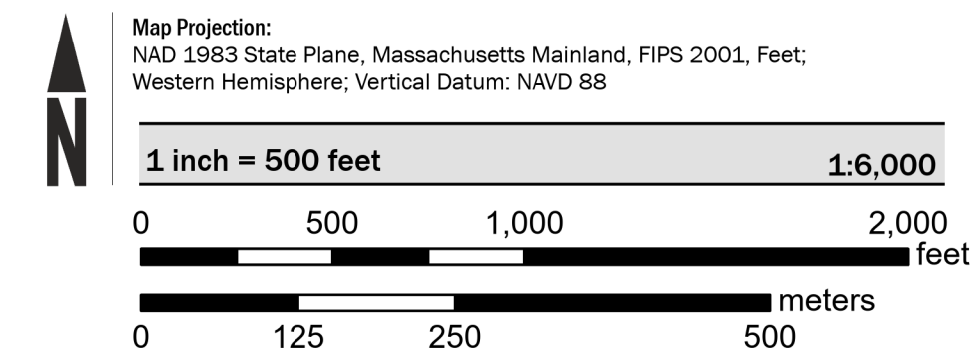 N
Map Projection:
NAD 1983 State Plane, Massachusetts Mainland, FIPS 2001, Feet;
Western Hemisphere; Vertical Datum: NAVD 88
1 inch = 500 feet 1:6,000
0 500 1,000 2,000
feet
meters
0 125 250 500